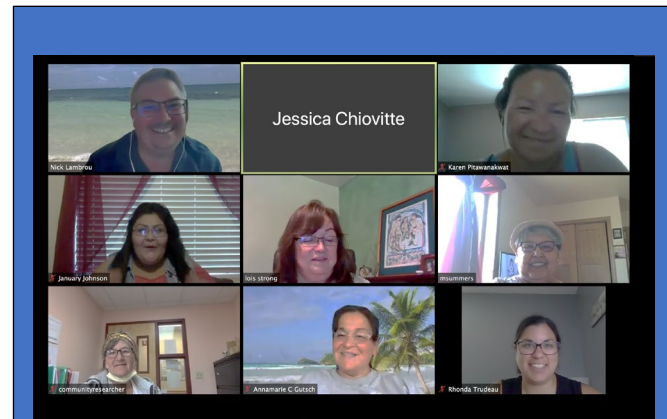 Jessica Chiovitte
Nick Lambrou
Karen Pitawanakwat
January Johnson
lois strong
msummers
communityresearcher
Annamarie C Gutsch
Rhonda Trudeau